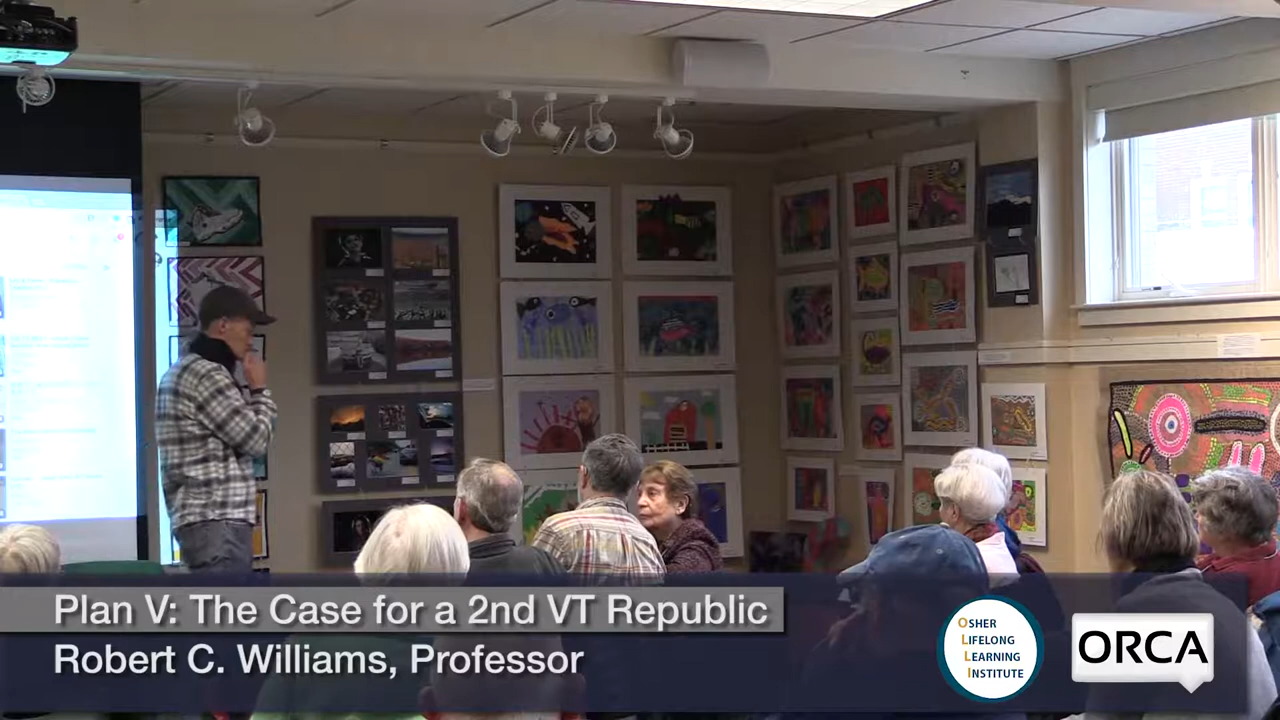 Plan V: The Case for a 2nd VT Republic
Robert C. Williams, Professor
OSHER
LIFELONG
LEARNING
INSTITUTE
ORCA